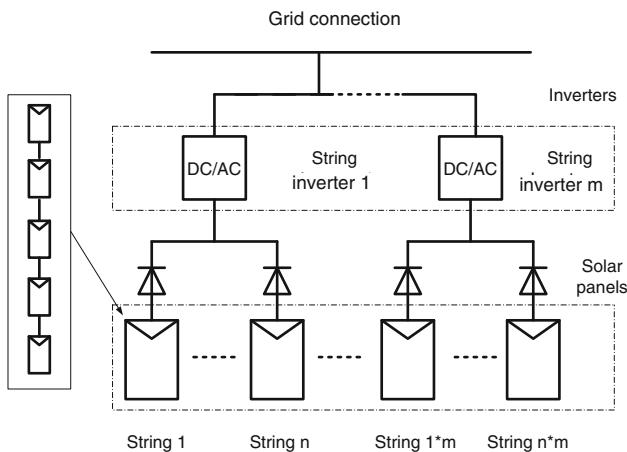 Grid connection
Inverters
DC/AC
String
inverter 1
DC/AC
String
inverter m
Solar
panels
String 1
String n
String 1*m
String n*m